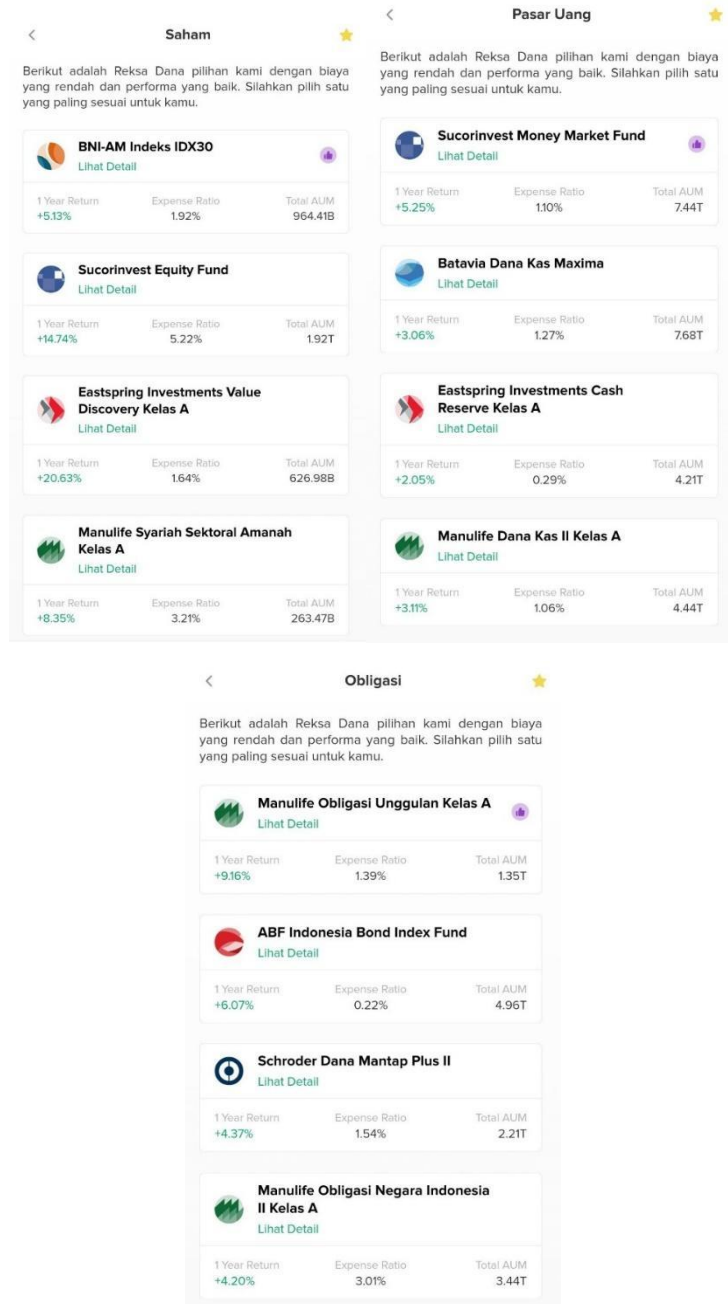 Saham
Berikut adalah Reksa Dana pilihan kami dengan biaya
yang rendah dan performa yang baik. Silahkan pilih satu
yang paling sesuai untuk kamu.
BNI-AM Indeks IDX30
Lihat Detail
1 Year Return Expense Ratio Total AUM
+5.13% 1.92% 964.41B
Sucorinvest Equity Fund
Lihat Detail
1 Year Return Expense Ratio Total AUM
+14.74% 5.22% 1.92T
Eastspring Investments Value
Discovery Kelas A
Lihat Detail
1 Year Return Expense Ratio Total AUM
+20.63% 1.64% 626.98B
Manulife Syariah Sektoral Amanah
Kelas A
Lihat Detail
1 Year Return Expense Ratio Total AUM
+8.35% 3.21% 263.47B
Pasar Uang
Berikut adalah Reksa Dana pilihan kami dengan biaya
yang rendah dan performa yang baik. Silahkan pilih satu
yang paling sesuai untuk kamu.
Sucorinvest Money Market Fund
Lihat Detail
1 Year Return Expense Ratio Total AUM
+5.25% 1.10% 7.44T
Batavia Dana Kas Maxima
Lihat Detail
1 Year Return Expense Ratio Total AUM
+3.06% 1.27% 7.68T
Eastspring Investments Cash
Reserve Kelas A
Lihat Detail
1 Year Return Expense Ratio Total AUM
+2.05% 0.29% 4.21T
Manulife Dana Kas II Kelas A
Lihat Detail
1 Year Return Expense Ratio Total AUM
+3.11% 1.06% 4.44T
Obligasi
Berikut adalah Reksa Dana pilihan kami dengan biaya
yang rendah dan performa yang baik. Silahkan pilih satu
yang paling sesuai untuk kamu.
Manulife Obligasi Unggulan Kelas A
Lihat Detail
1 Year Return Expense Ratio Total AUM
+9.16% 1.39% 1.35T
ABF Indonesia Bond Index Fund
Lihat Detail
1 Year Return Expense Ratio Total AUM
+6.07% 0.22% 4.96T
Schroder Dana Mantap Plus II
Lihat Detail
1 Year Return Expense Ratio Total AUM
+4.37% 1.54% 2.21T
Manulife Obligasi Negara Indonesia
II Kelas A
Lihat Detail
1 Year Return Expense Ratio Total AUM
+4.20% 3.01% 3.44T